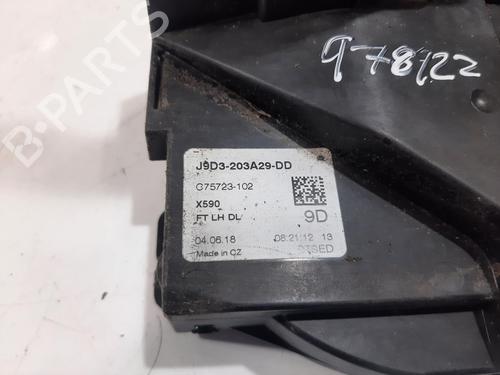 978122
J9D3-203A29-DD
C75723-102
X590
FT LH DL
9D
04.06.18 08:21:12 13
Made in CZ
B-PARTS